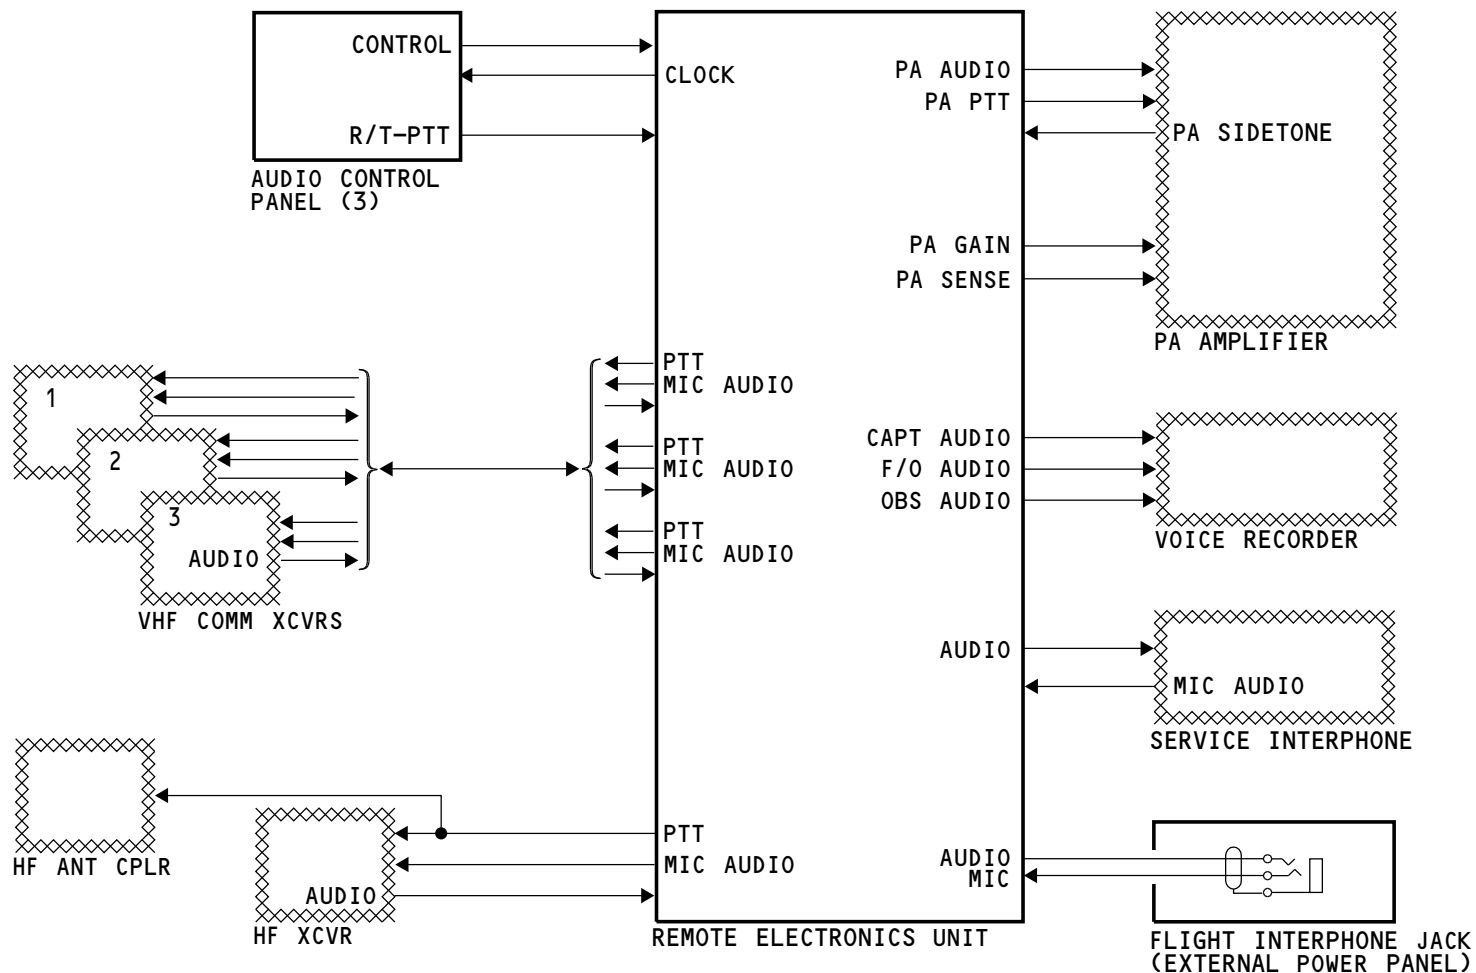 CONTROL
CLOCK
R/T-PTT
AUDIO CONTROL
PANEL (3)
PA AUDIO
PA PTT
PA SIDETONE
PA GAIN
PA SENSE
PA AMPLIFIER
PTT
MIC AUDIO
PTT
MIC AUDIO
PTT
MIC AUDIO
1
2
3
AUDIO
VHF COMM XCVRS
CAPT AUDIO
F/O AUDIO
OBS AUDIO
VOICE RECORDER
AUDIO
MIC AUDIO
SERVICE INTERPHONE
HF ANT CPLR
PTT
MIC AUDIO
AUDIO
HF XCVR
AUDIO
MIC
REMOTE ELECTRONICS UNIT
FLIGHT INTERPHONE JACK
(EXTERNAL POWER PANEL)